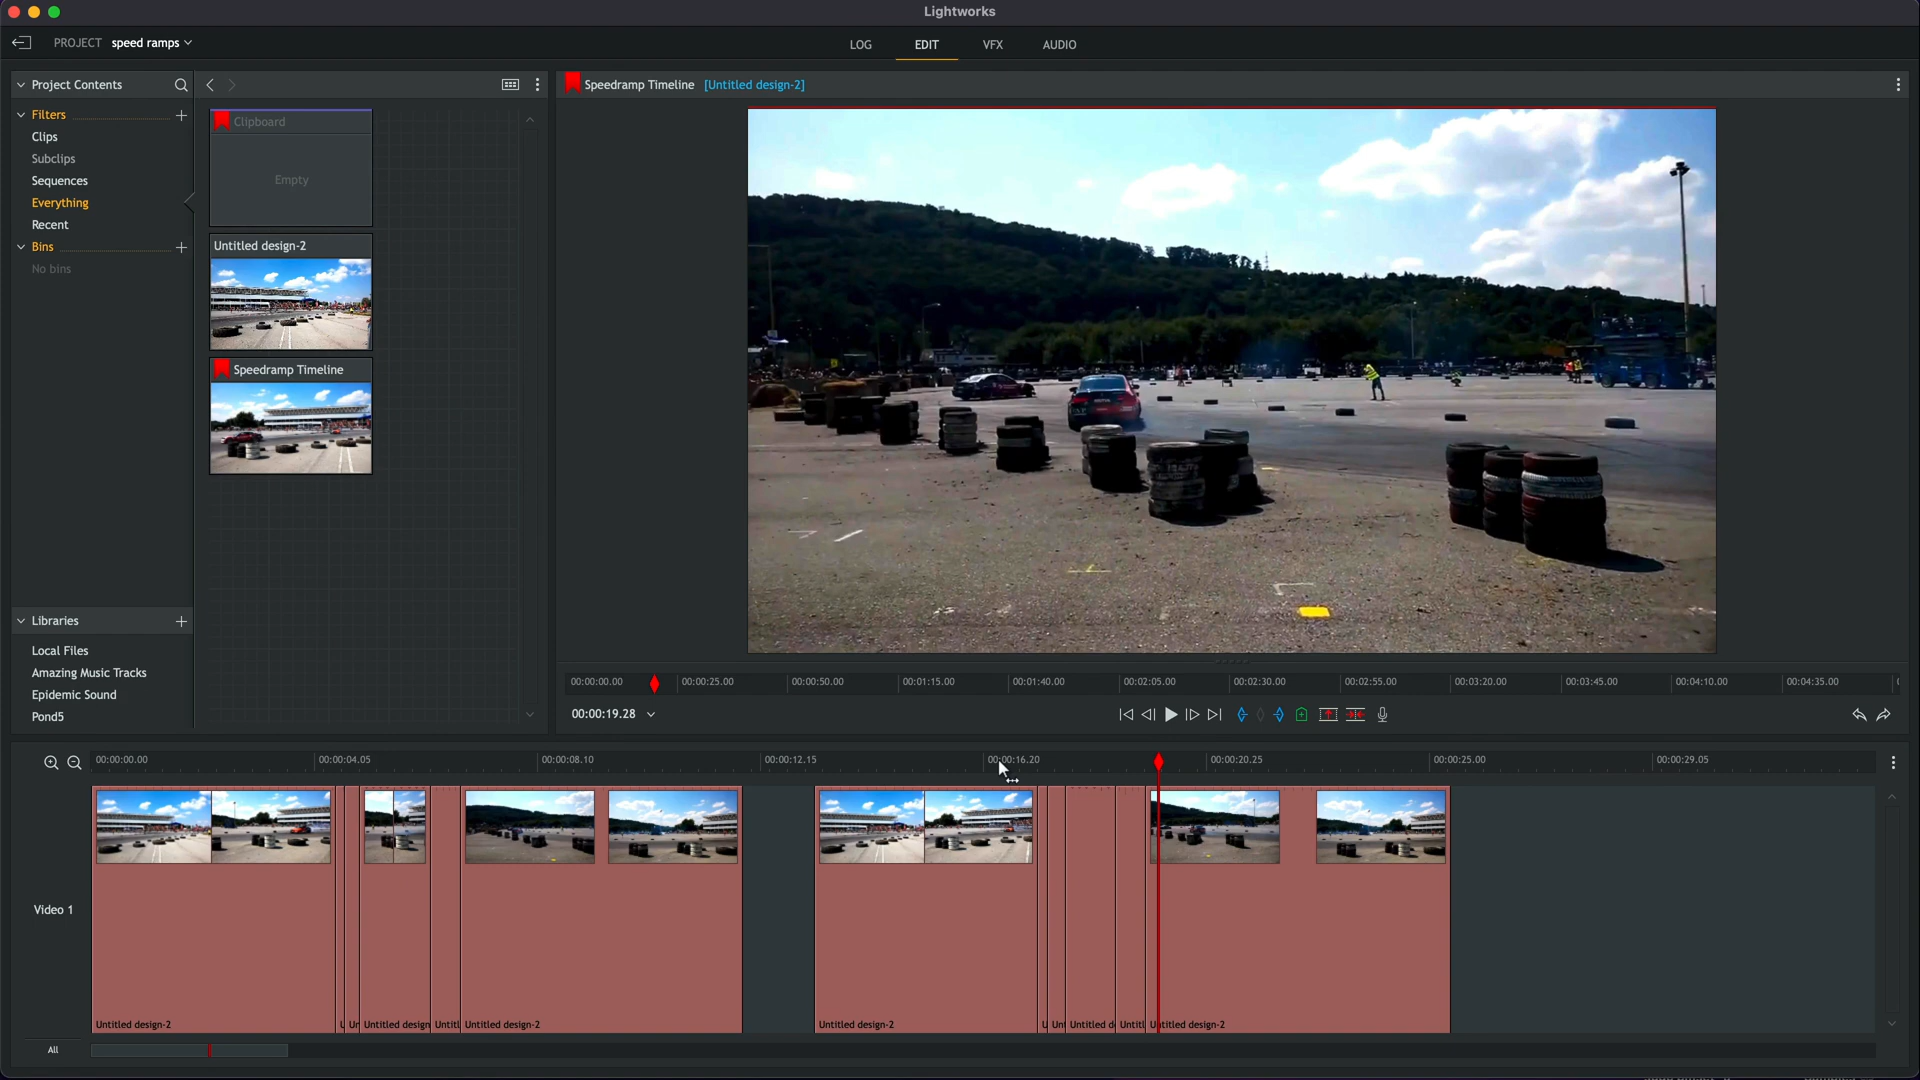 Lightworks
PROJECT speed ramps
LOG EDIT VFX AUDIO
Project Contents
Filters
Clips
Subclips
Sequences
Everything
Recent
Bins
No bins
Libraries
Local Files
Amazing Music Tracks
Epidemic Sound
Pond5
Clipboard
Empty
Untitled design-2
Speedramp Timeline
Speedramp Timeline [Untitled design-2]
00:00:00.00 00:00:25.00 00:00:50.00 00:01:15.00 00:01:40.00 00:02:05.00 00:02:30.00 00:02:55.00 00:03:20.00 00:03:45.00 00:04:10.00 00:04:35.00
00:00:19.28
00:00:00.00 00:00:04.05 00:00:08.10 00:00:12.15 00:00:16.20 00:00:20.25 00:00:25.00 00:00:29.05
Video 1
Untitled design-2 U Un Untitled design Untitl Untitled design-2 Untitled design-2 U Unt Untitled d Untitl Untitled design-2
All